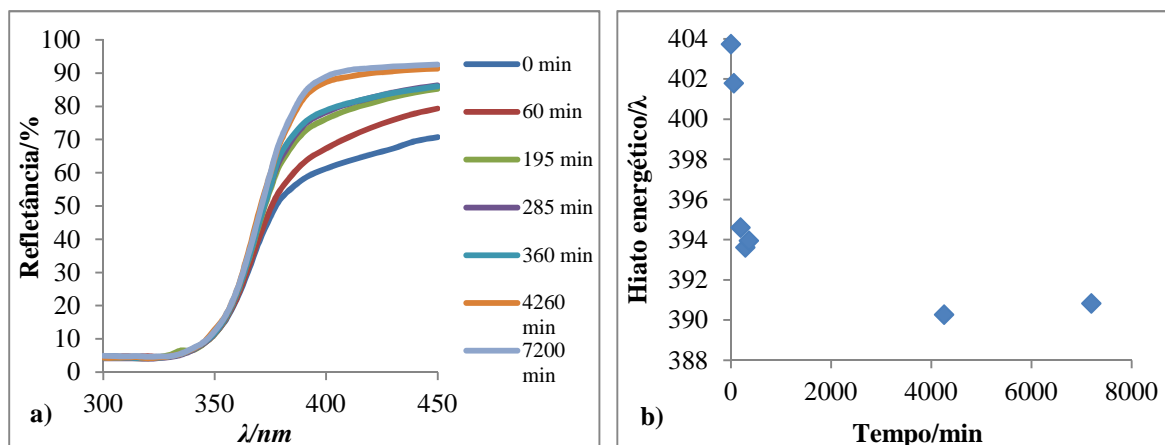 Refletância/%
100
90
80
70
60
50
40
30
20
10
0
300
350
400
450
λ/nm
a)
0 min
60 min
195 min
285 min
360 min
4260
min
7200
min
Hiato energético/λ
404
402
400
398
396
394
392
390
388
0
2000
4000
6000
8000
Tempo/min
b)